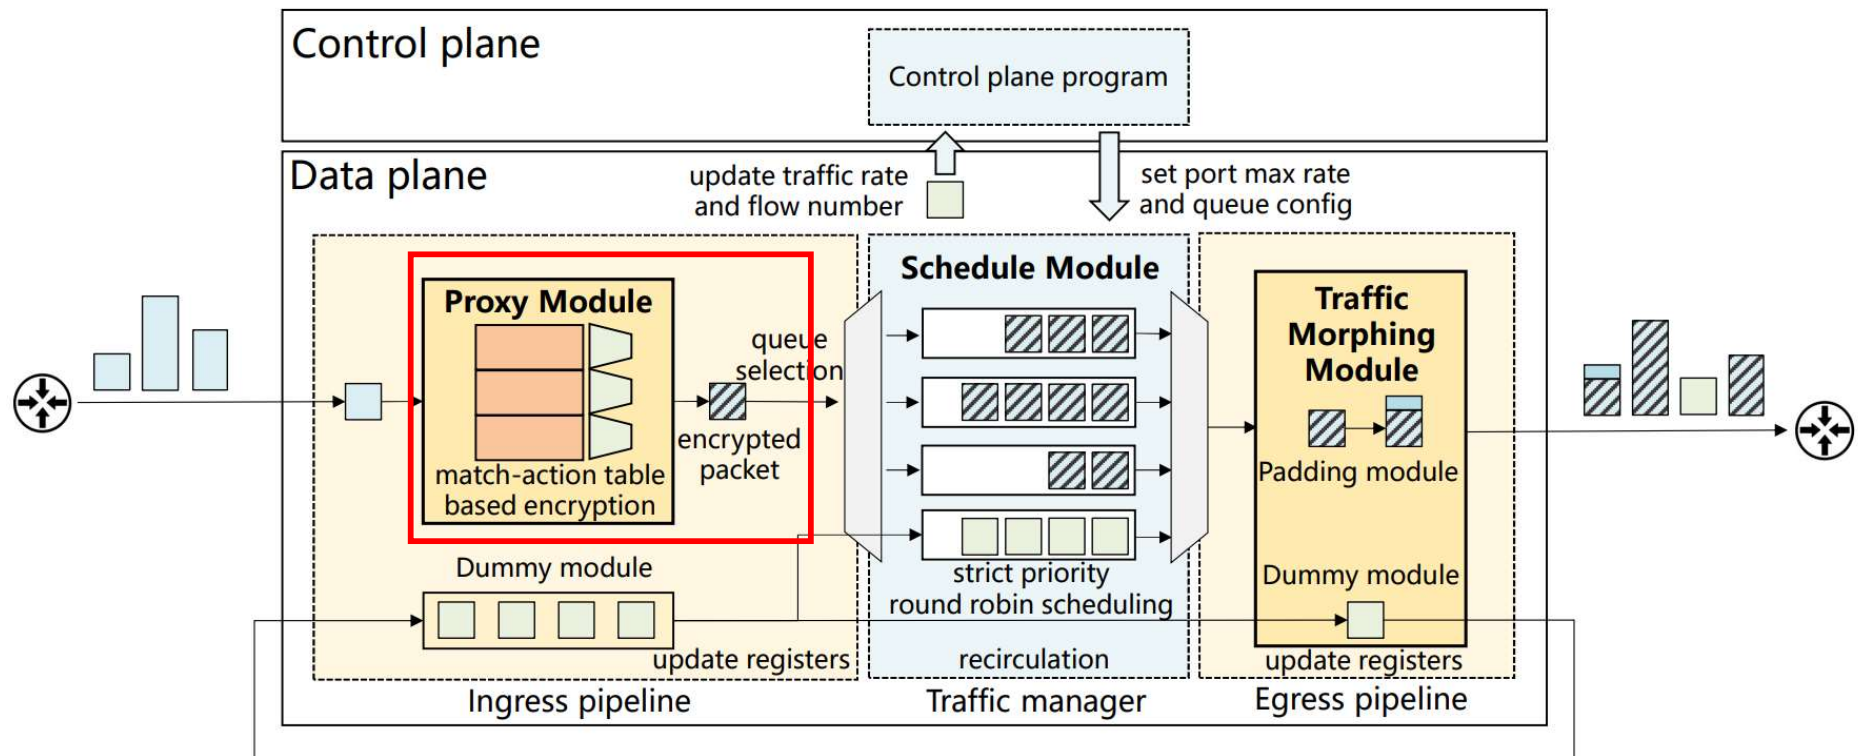 Control plane
Control plane program
Data plane
update traffic rate
and flow number
set port max rate
and queue config
Proxy Module
match-action table
based encryption
queue
selection
encrypted
packet
Dummy module
update registers
Ingress pipeline
Schedule Module
strict priority
round robin scheduling
recirculation
Traffic manager
Traffic
Morphing
Module
Padding module
Dummy module
update registers
Egress pipeline